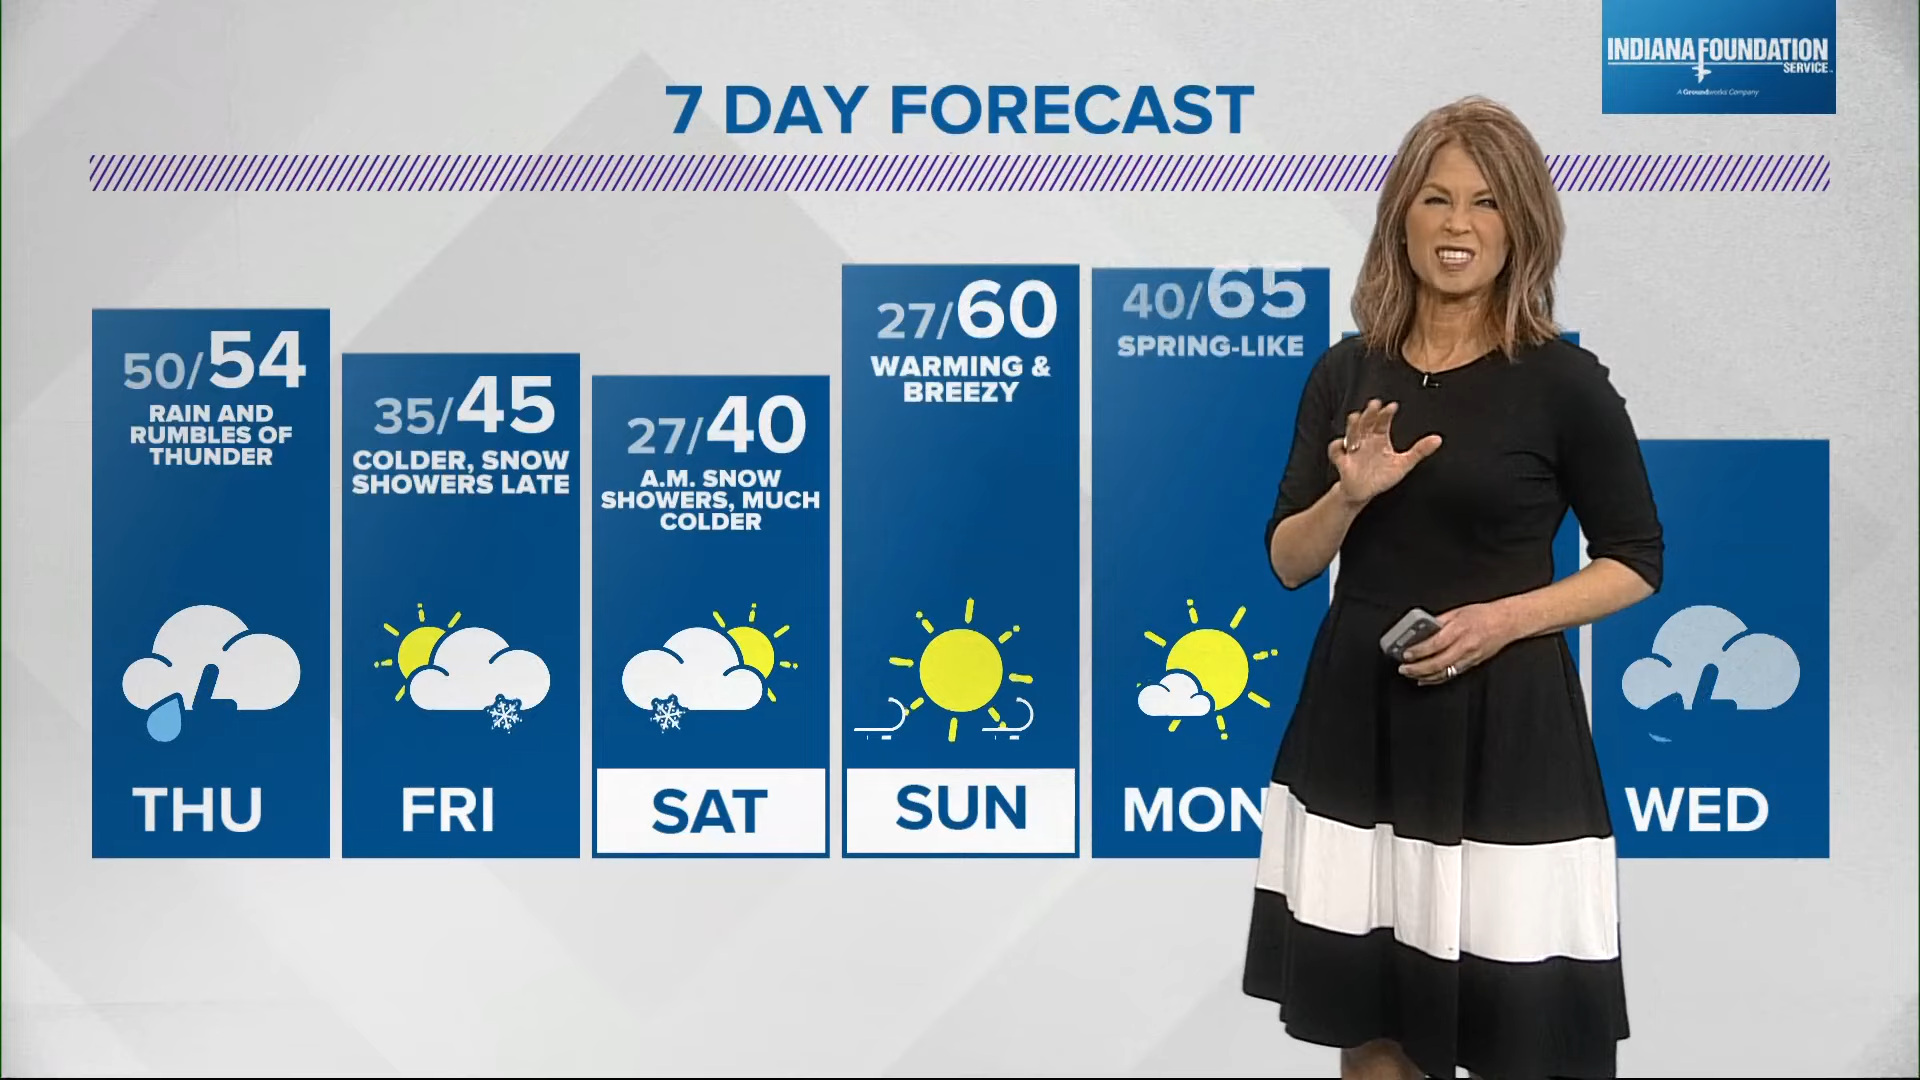 INDIANA FOUNDATION
SERVICE
A Groundworks Company
7 DAY FORECAST
50/54
RAIN AND
RUMBLES OF
THUNDER
THU
35/45
COLDER, SNOW
SHOWERS LATE
FRI
27/40
A.M. SNOW
SHOWERS, MUCH
COLDER
SAT
27/60
WARMING &
BREEZY
SUN
40/65
SPRING-LIKE
MON
WED